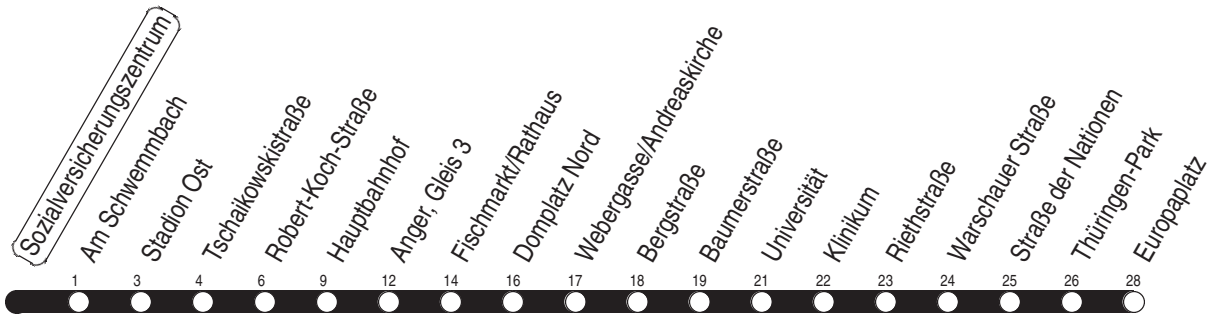 Sozialversicherungszentrum
Am Schwemmbach
Stadion Ost
Tschaikowskistraße
Robert-Koch-Straße
Hauptbahnhof
Anger, Gleis 3
Fischmarkt/Rathaus
Domplatz Nord
Webergasse/Andreaskirche
Bergstraße
Baumerstraße
Universität
Klinikum
Riethstraße
Warschauer Straße
Straße der Nationen
Thüringen-Park
Europaplatz
1 3 4 6 9 12 14 16 17 18 19 21 22 23 24 25 26 28